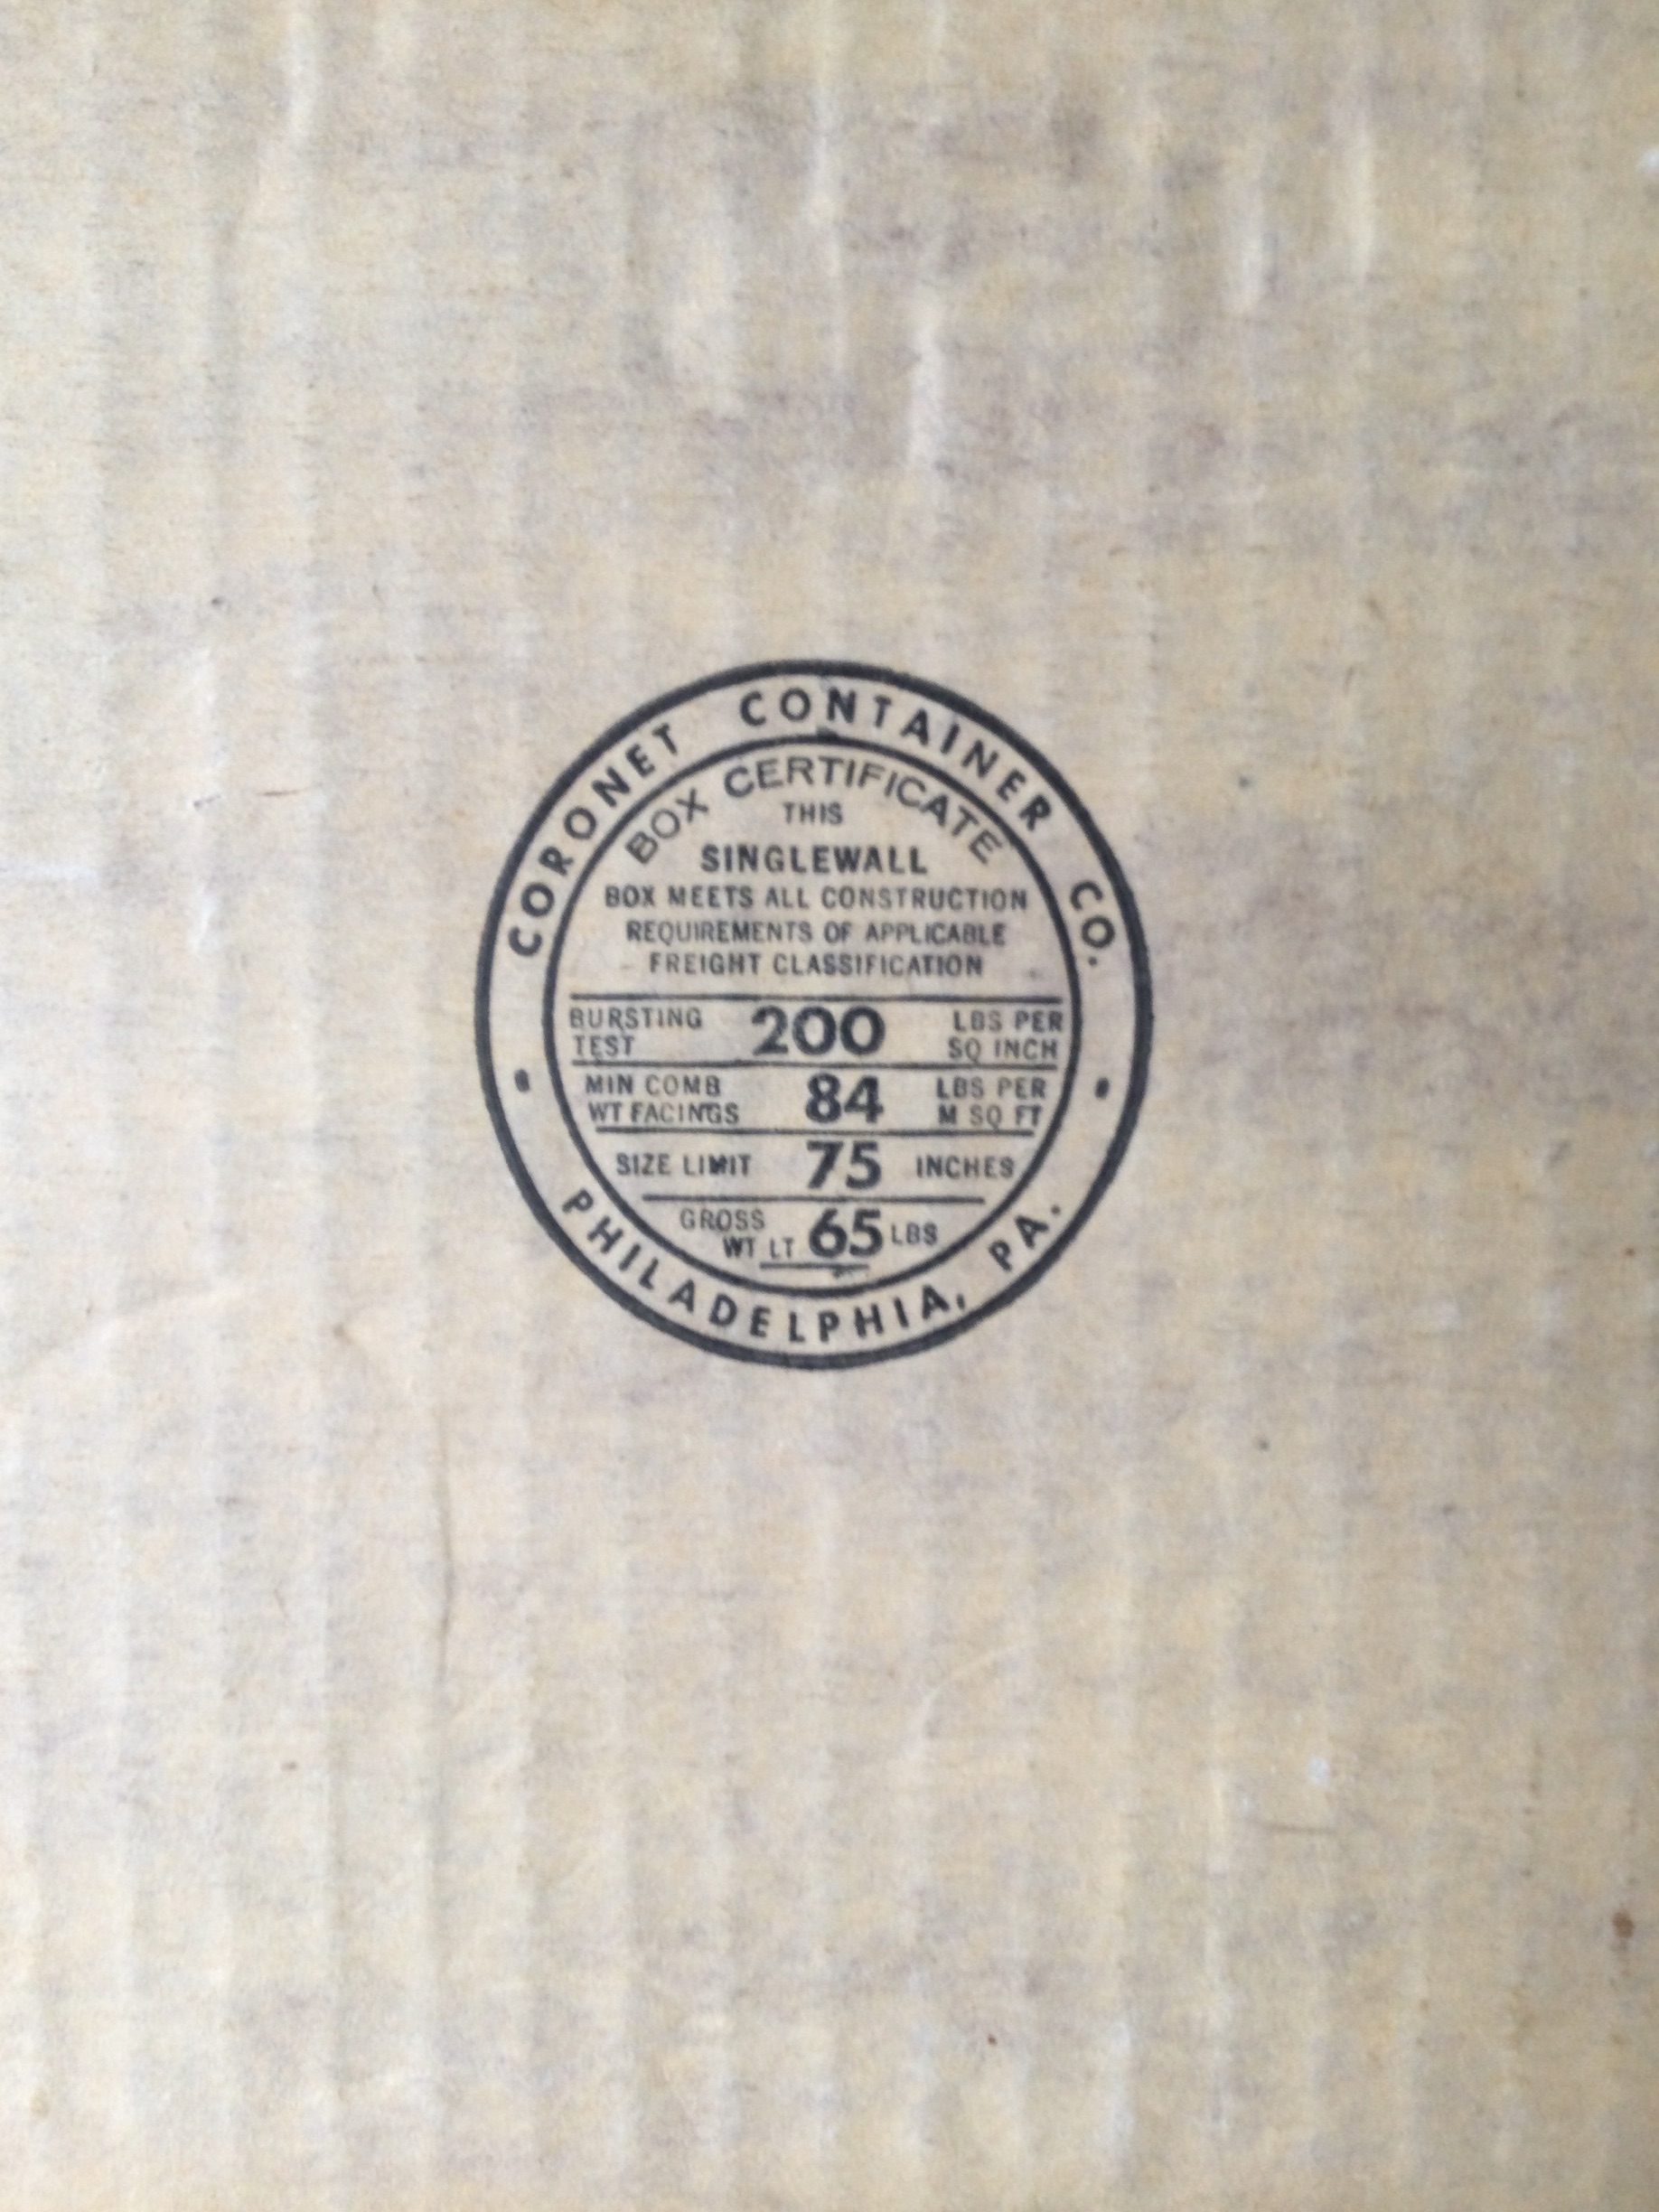 CORONET CONTAINER CO.
BOX CERTIFICATE
THIS
SINGLEWALL
BOX MEETS ALL CONSTRUCTION
REQUIREMENTS OF APPLICABLE
FREIGHT CLASSIFICATION
BURSTING TEST 200 LBS PER SQ INCH
MIN COMB WT FACINGS 84 LBS PER M SQ FT
SIZE LIMIT 75 INCHES
GROSS WT LT 65 LBS
PHILADELPHIA, PA.